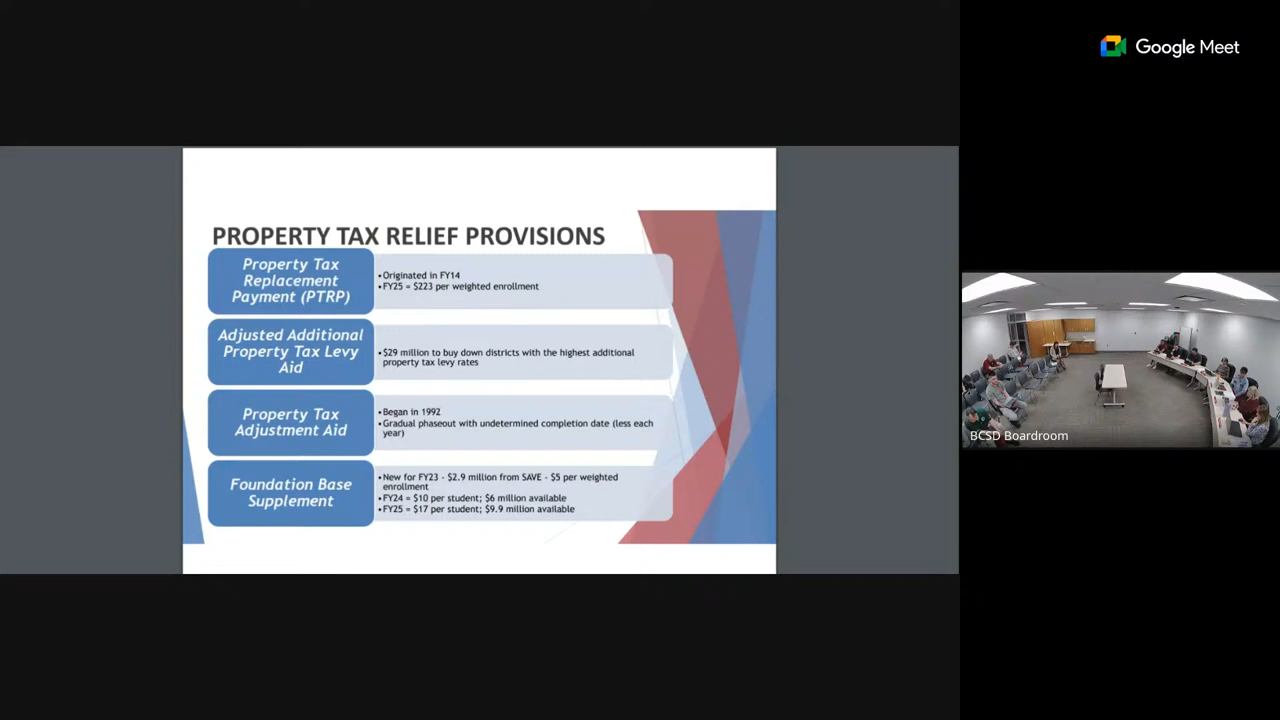 Google Meet
PROPERTY TAX RELIEF PROVISIONS
Property Tax
Replacement
Payment (PTRP)
•Originated in FY14
•FY25 = $223 per weighted enrollment
Adjusted Additional
Property Tax Levy
Aid
•$29 million to buy down districts with the highest additional
property tax levy rates
Property Tax
Adjustment Aid
•Began in 1992
•Gradual phaseout with undetermined completion date (less each
year)
Foundation Base
Supplement
•New for FY23 - $2.9 million from SAVE - $5 per weighted
enrollment
•FY24 = $10 per student; $6 million available
•FY25 = $17 per student; $9.9 million available
BCSD Boardroom